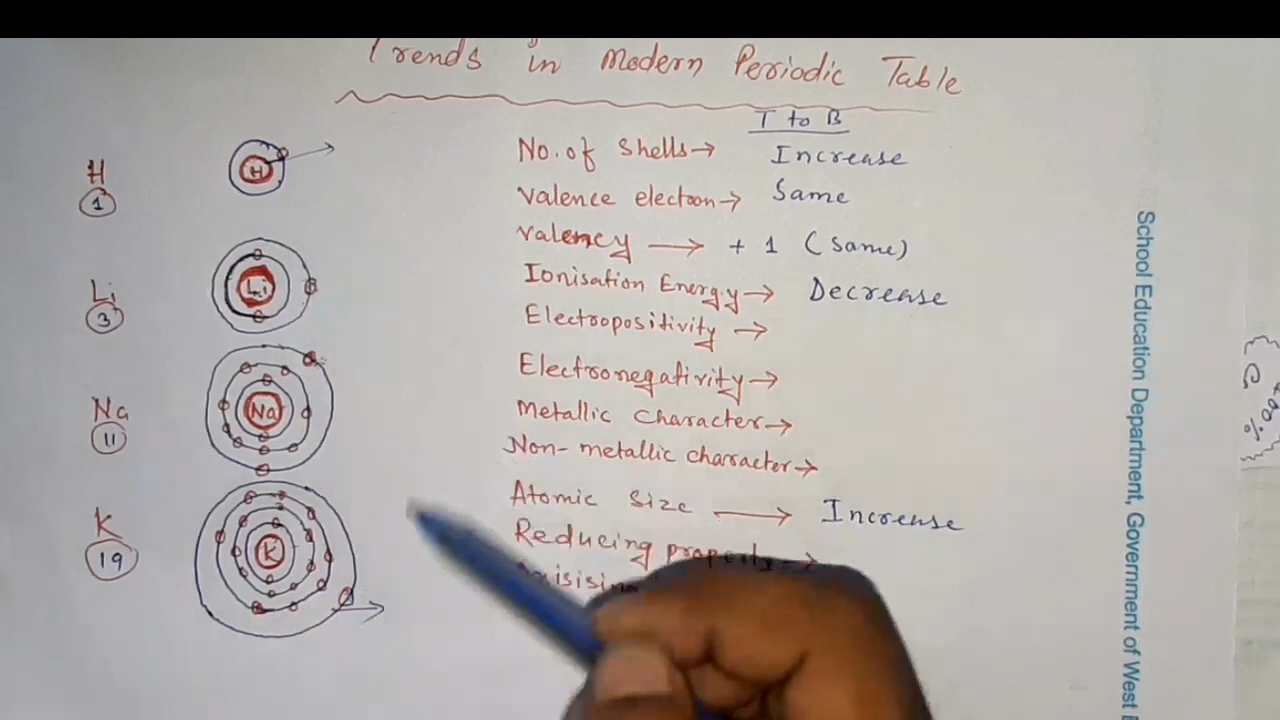 Trends in Modern Periodic Table
T to B
No. of Shells→ Increase
Valence electron→ Same
Valency → + 1 (Same)
Ionisation Energy→ Decrease
Electropositivity →
Electronegativity→
Metallic Character→
Non-metallic character→
Atomic Size → Increase
Reducing property→
H
1
H
Li
3
Li
Na
11
Na
K
19
K
School Education Department, Government of West